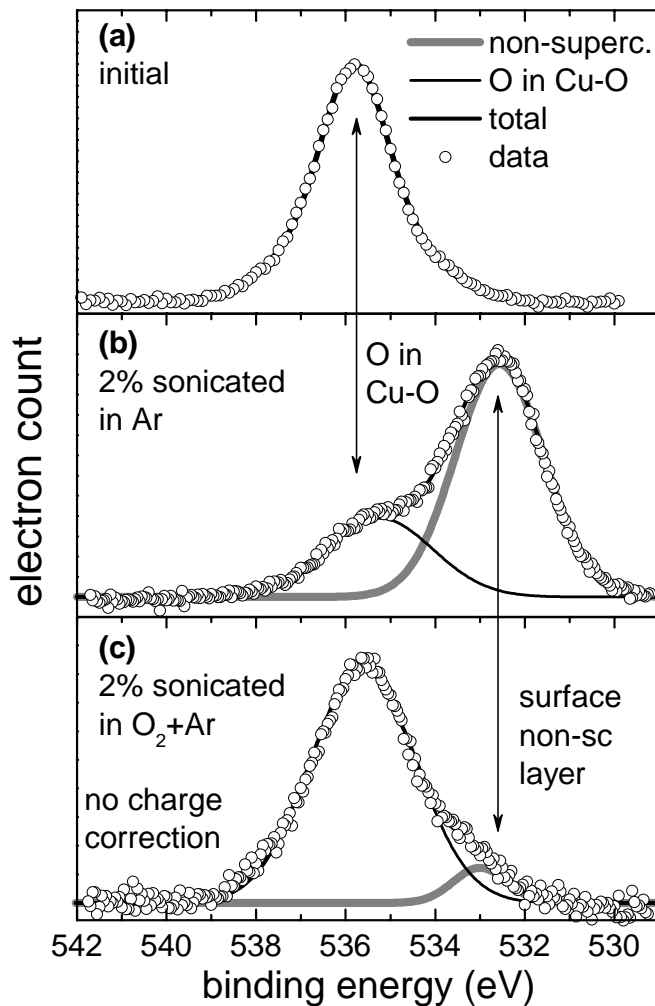 (a)
initial
non-superc.
O in Cu-O
total
data
(b)
2% sonicated
in Ar
O in
Cu-O
(c)
2% sonicated
in O₂+Ar
no charge
correction
surface
non-sc
layer
electron count
542 540 538 536 534 532 530
binding energy (eV)